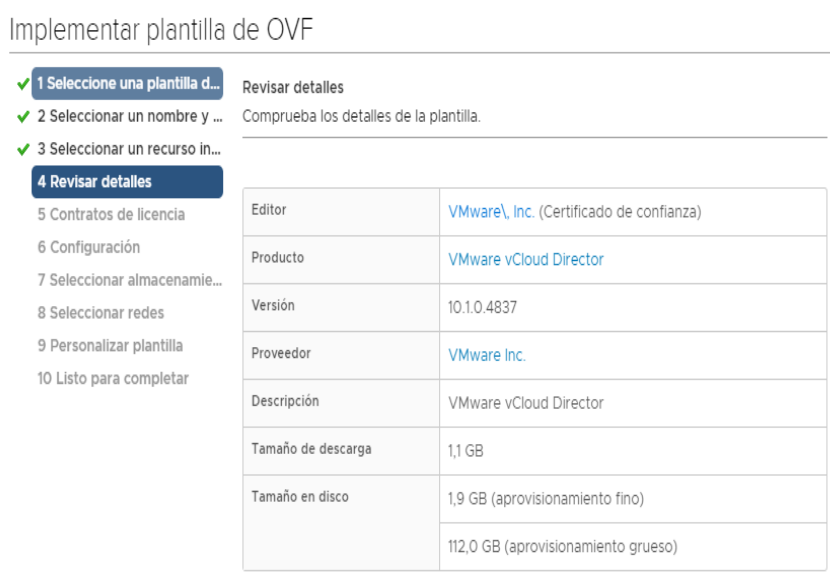 Implementar plantilla de OVF
1 Seleccione una plantilla d...
2 Seleccionar un nombre y ...
3 Seleccionar un recurso in...
4 Revisar detalles
5 Contratos de licencia
6 Configuración
7 Seleccionar almacenamie...
8 Seleccionar redes
9 Personalizar plantilla
10 Listo para completar
Revisar detalles
Comprueba los detalles de la plantilla.
Editor
VMware\, Inc. (Certificado de confianza)
Producto
VMware vCloud Director
Versión
10.1.0.4837
Proveedor
VMware Inc.
Descripción
VMware vCloud Director
Tamaño de descarga
1,1 GB
Tamaño en disco
1,9 GB (aprovisionamiento fino)
112,0 GB (aprovisionamiento grueso)